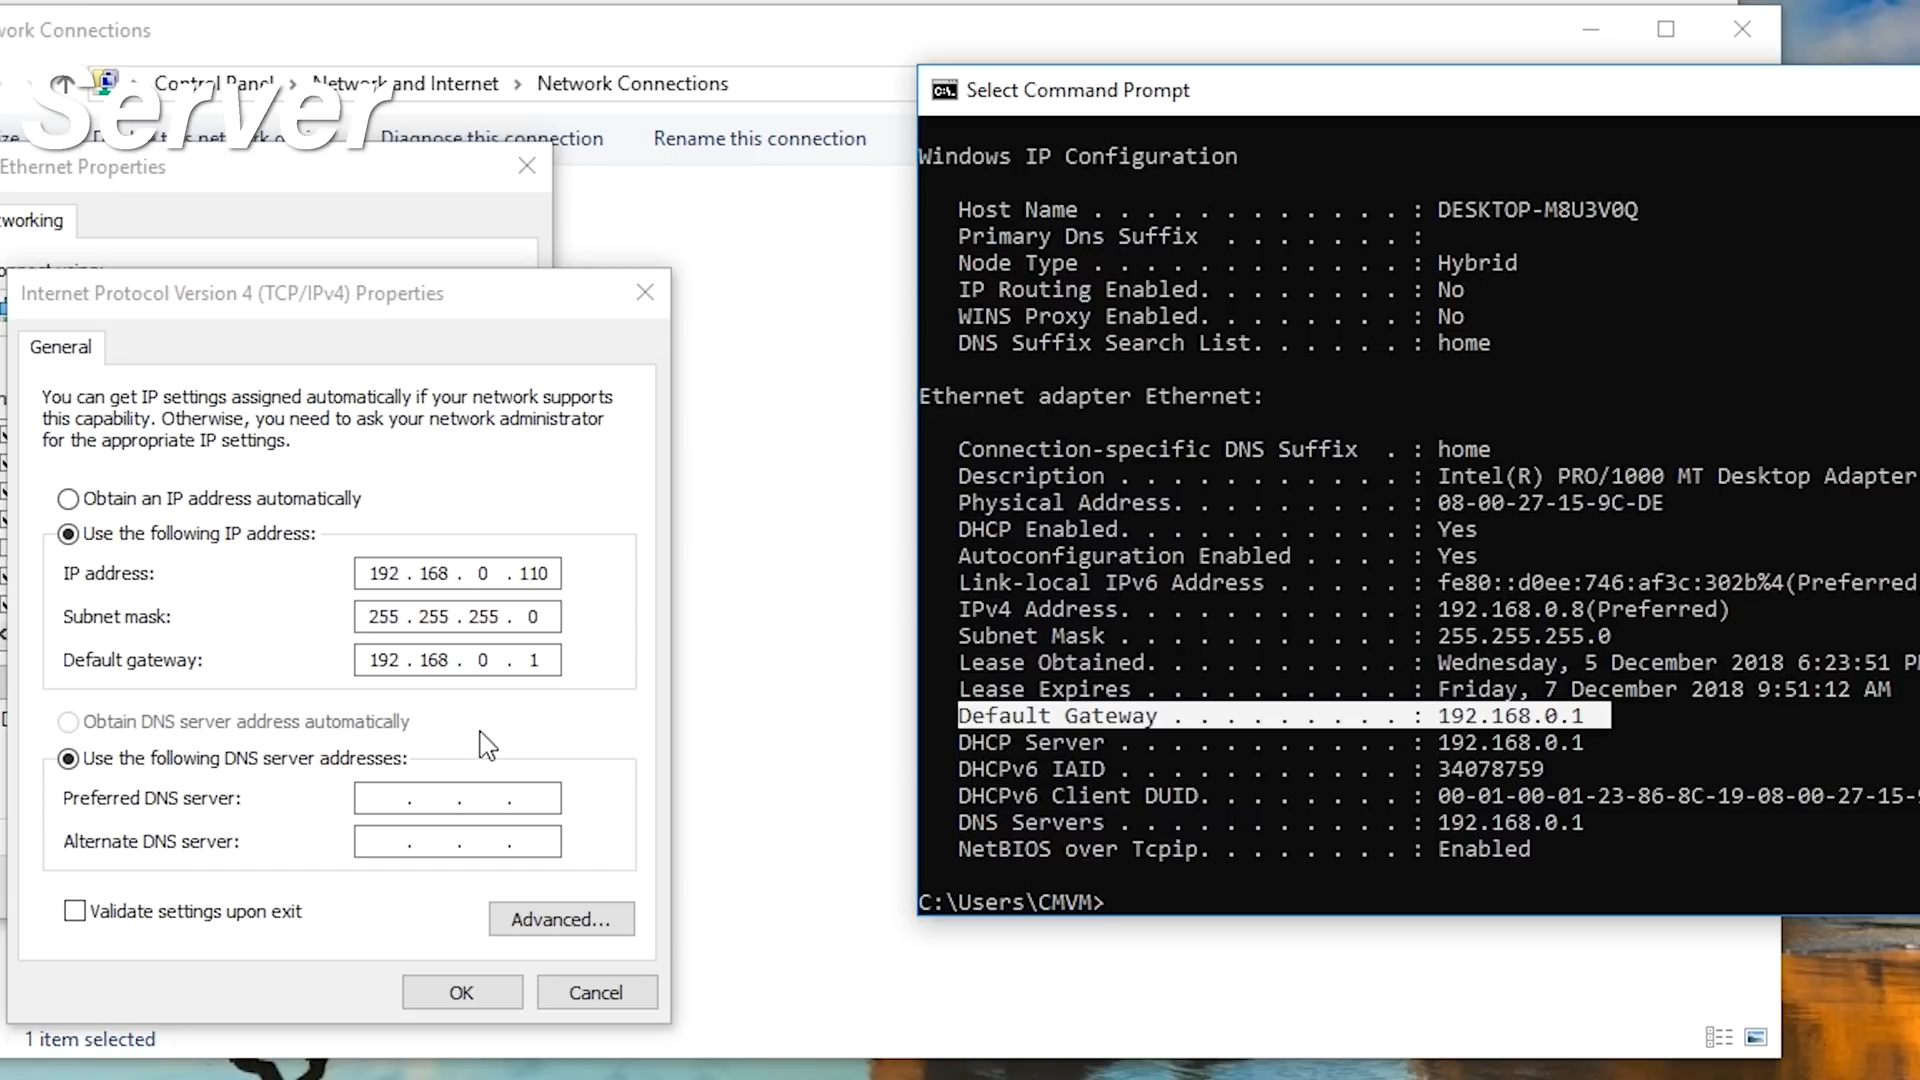 work Connections
Server
Control Panel > Network and Internet > Network Connections
Diagnose this connection
Rename this connection
Ethernet Properties
tworking
Internet Protocol Version 4 (TCP/IPv4) Properties
General
You can get IP settings assigned automatically if your network supports
this capability. Otherwise, you need to ask your network administrator
for the appropriate IP settings.
Obtain an IP address automatically
Use the following IP address:
IP address: 192 . 168 . 0 . 110
Subnet mask: 255 . 255 . 255 . 0
Default gateway: 192 . 168 . 0 . 1
Obtain DNS server address automatically
Use the following DNS server addresses:
Preferred DNS server: . . .
Alternate DNS server: . . .
Validate settings upon exit
Advanced...
OK
Cancel
1 item selected
Select Command Prompt
Windows IP Configuration
Host Name . . . . . . . . . . . . : DESKTOP-M8U3V0Q
Primary Dns Suffix . . . . . . . :
Node Type . . . . . . . . . . . . : Hybrid
IP Routing Enabled. . . . . . . . : No
WINS Proxy Enabled. . . . . . . . : No
DNS Suffix Search List. . . . . . : home
Ethernet adapter Ethernet:
Connection-specific DNS Suffix . : home
Description . . . . . . . . . . . : Intel(R) PRO/1000 MT Desktop Adapter
Physical Address. . . . . . . . . : 08-00-27-15-9C-DE
DHCP Enabled. . . . . . . . . . . : Yes
Autoconfiguration Enabled . . . . : Yes
Link-local IPv6 Address . . . . . : fe80::d0ee:746:af3c:302b%4(Preferred
IPv4 Address. . . . . . . . . . . : 192.168.0.8(Preferred)
Subnet Mask . . . . . . . . . . . : 255.255.255.0
Lease Obtained. . . . . . . . . . : Wednesday, 5 December 2018 6:23:51 P
Lease Expires . . . . . . . . . . : Friday, 7 December 2018 9:51:12 AM
Default Gateway . . . . . . . . . : 192.168.0.1
DHCP Server . . . . . . . . . . . : 192.168.0.1
DHCPv6 IAID . . . . . . . . . . . : 34078759
DHCPv6 Client DUID. . . . . . . . : 00-01-00-01-23-86-8C-19-08-00-27-15-9
DNS Servers . . . . . . . . . . . : 192.168.0.1
NetBIOS over Tcpip. . . . . . . . : Enabled
C:\Users\CMVM>